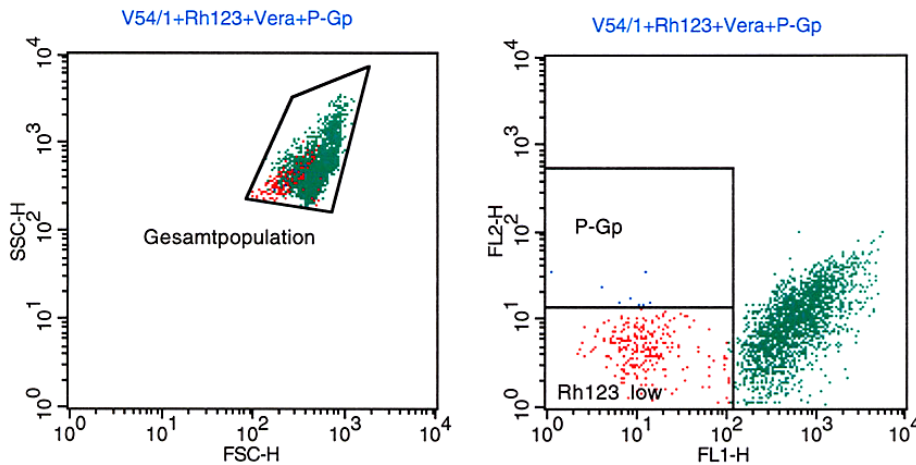 V54/1+Rh123+Vera+P-Gp
10^4
10^3
10^2
10^1
10^0
SSC-H
Gesamtpopulation
10^0 10^1 10^2 10^3 10^4
FSC-H
V54/1+Rh123+Vera+P-Gp
10^4
10^3
10^2
10^1
10^0
FL2-H
P-Gp
Rh123 low
10^0 10^1 10^2 10^3 10^4
FL1-H